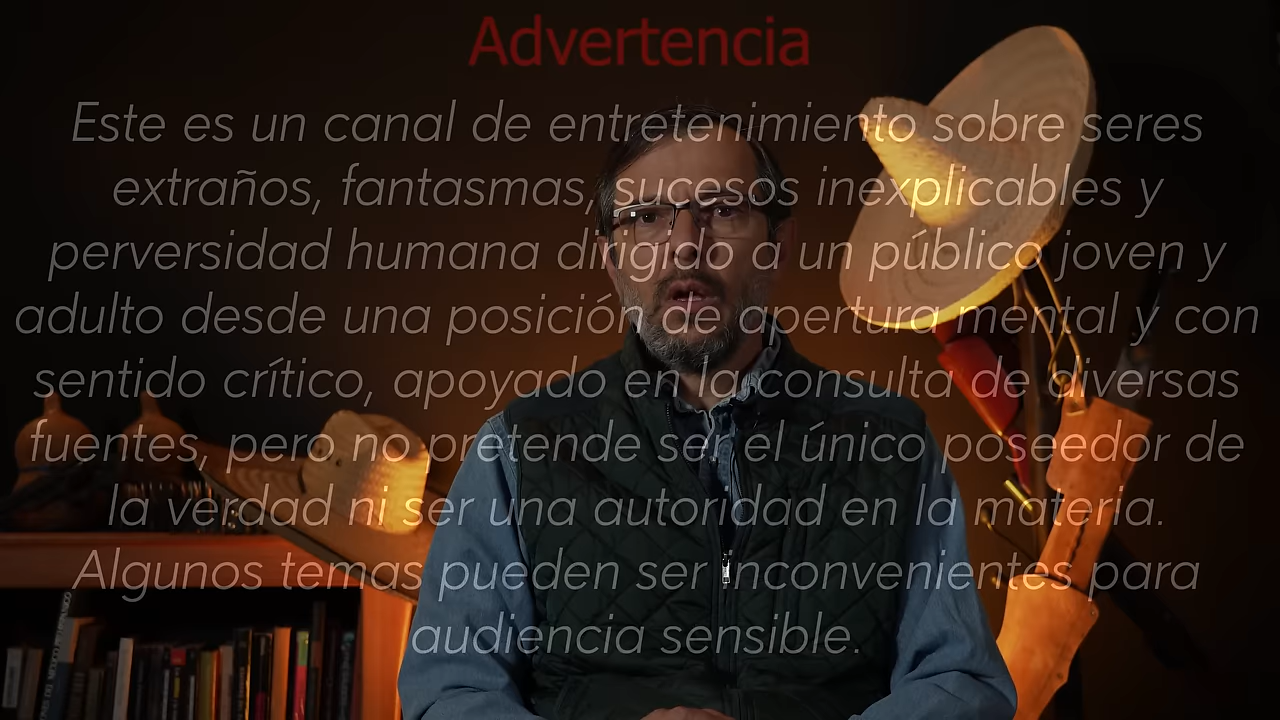 Advertencia
Este es un canal de entretenimiento sobre seres
extraños, fantasmas, sucesos inexplicables y
perversidad humana dirigido a un público joven y
adulto desde una posición de apertura mental y con
sentido crítico, apoyado en la consulta de diversas
fuentes, pero no pretende ser el único poseedor de
la verdad ni ser una autoridad en la materia.
Algunos temas pueden ser inconvenientes para
audiencia sensible.